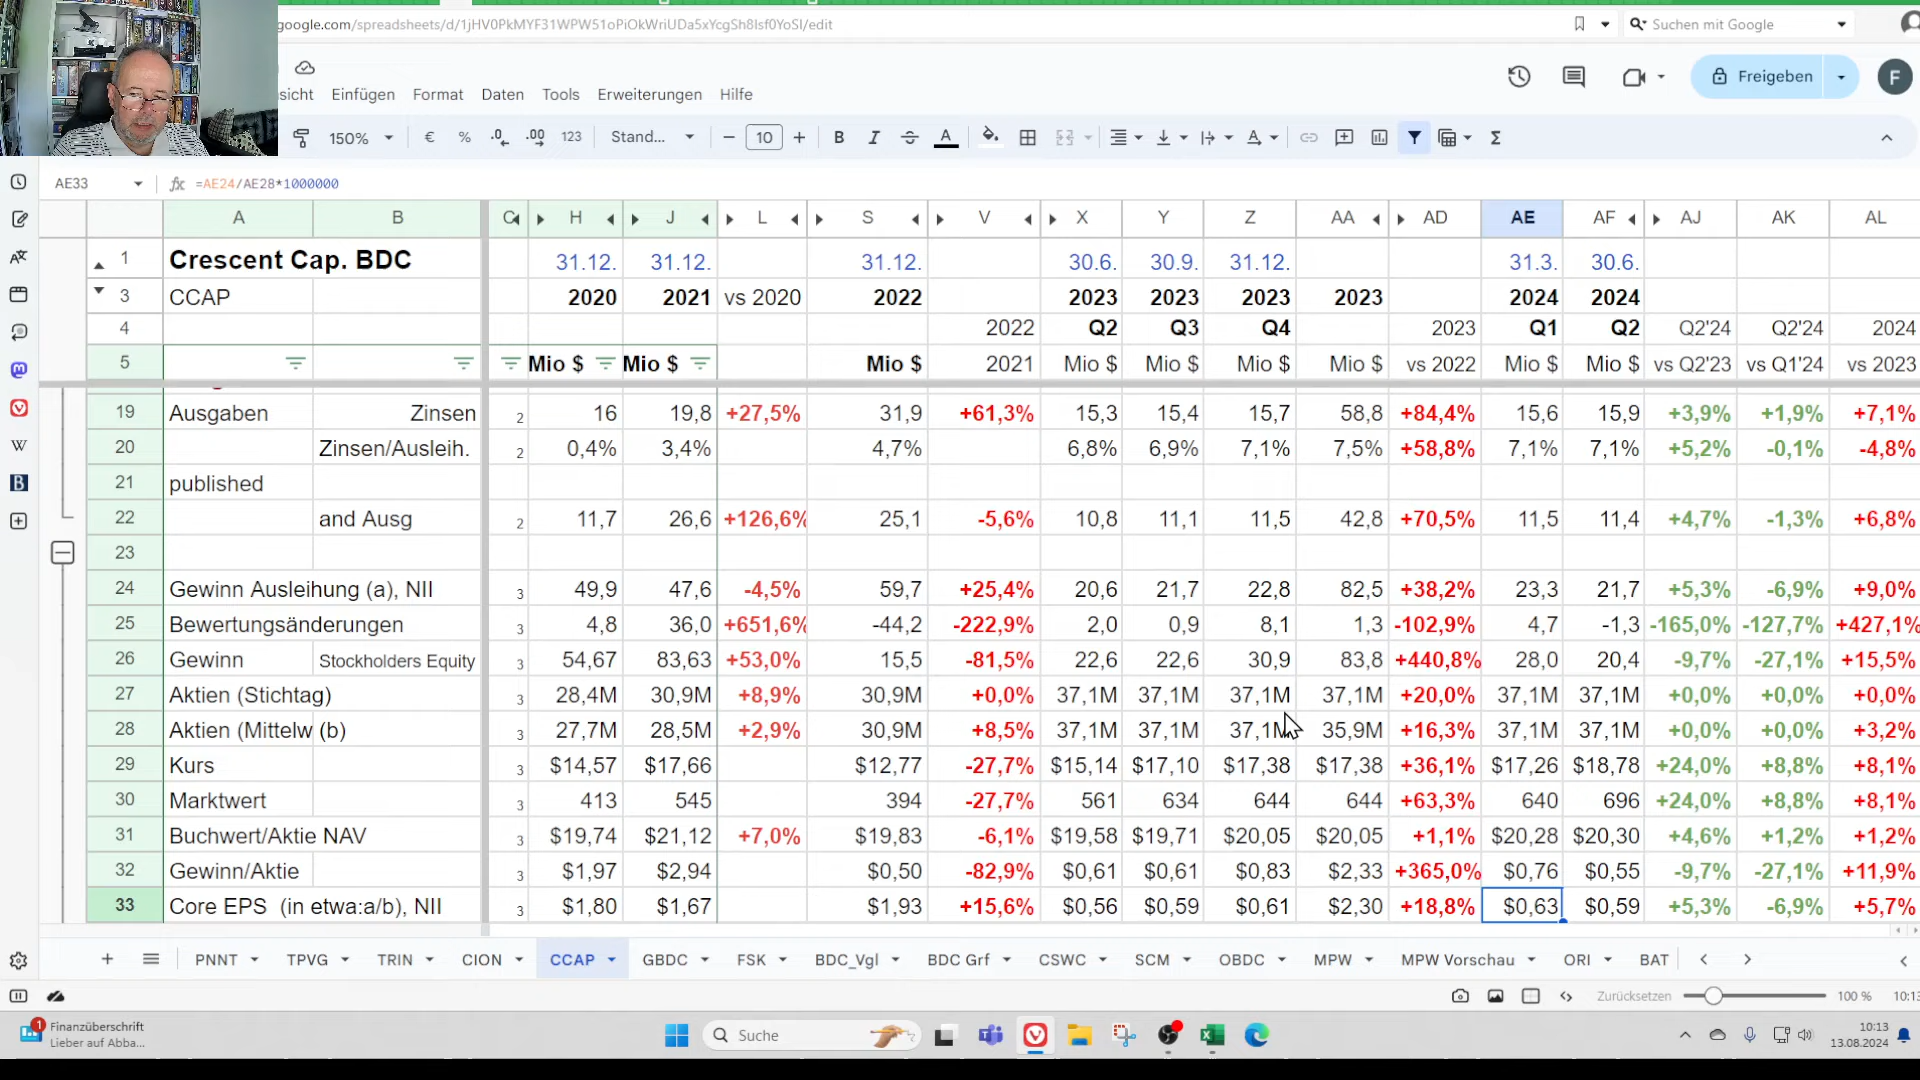 google.com/spreadsheets/d/1jHV0PkMYF31WPW51oPiOkWriUDa5xYcgSh8lsf0YoSI/edit
Suchen mit Google
sicht Einfügen Format Daten Tools Erweiterungen Hilfe
Freigeben F
150% € % .0 .00 123 Stand... 10 B I A Σ
AE33 fx =AE24/AE28*1000000
A B C H J L S V X Y Z AA AD AE AF AJ AK AL
1 Crescent Cap. BDC 31.12. 31.12. 31.12. 30.6. 30.9. 31.12. 31.3. 30.6.
3 CCAP 2020 2021 vs 2020 2022 2023 2023 2023 2023 2024 2024
4 2022 Q2 Q3 Q4 2023 Q1 Q2 Q2'24 Q2'24 2024
5 Mio $ Mio $ Mio $ 2021 Mio $ Mio $ Mio $ Mio $ vs 2022 Mio $ Mio $ vs Q2'23 vs Q1'24 vs 2023
19 Ausgaben Zinsen 2 16 19,8 +27,5% 31,9 +61,3% 15,3 15,4 15,7 58,8 +84,4% 15,6 15,9 +3,9% +1,9% +7,1%
20 Zinsen/Ausleih. 2 0,4% 3,4% 4,7% 6,8% 6,9% 7,1% 7,5% +58,8% 7,1% 7,1% +5,2% -0,1% -4,8%
21 published
22 and Ausg 2 11,7 26,6 +126,6% 25,1 -5,6% 10,8 11,1 11,5 42,8 +70,5% 11,5 11,4 +4,7% -1,3% +6,8%
23
24 Gewinn Ausleihung (a), NII 3 49,9 47,6 -4,5% 59,7 +25,4% 20,6 21,7 22,8 82,5 +38,2% 23,3 21,7 +5,3% -6,9% +9,0%
25 Bewertungsänderungen 3 4,8 36,0 +651,6% -44,2 -222,9% 2,0 0,9 8,1 1,3 -102,9% 4,7 -1,3 -165,0% -127,7% +427,1%
26 Gewinn Stockholders Equity 3 54,67 83,63 +53,0% 15,5 -81,5% 22,6 22,6 30,9 83,8 +440,8% 28,0 20,4 -9,7% -27,1% +15,5%
27 Aktien (Stichtag) 3 28,4M 30,9M +8,9% 30,9M +0,0% 37,1M 37,1M 37,1M 37,1M +20,0% 37,1M 37,1M +0,0% +0,0% +0,0%
28 Aktien (Mittelw (b) 3 27,7M 28,5M +2,9% 30,9M +8,5% 37,1M 37,1M 37,1M 35,9M +16,3% 37,1M 37,1M +0,0% +0,0% +3,2%
29 Kurs 3 $14,57 $17,66 $12,77 -27,7% $15,14 $17,10 $17,38 $17,38 +36,1% $17,26 $18,78 +24,0% +8,8% +8,1%
30 Marktwert 3 413 545 394 -27,7% 561 634 644 644 +63,3% 640 696 +24,0% +8,8% +8,1%
31 Buchwert/Aktie NAV 3 $19,74 $21,12 +7,0% $19,83 -6,1% $19,58 $19,71 $20,05 $20,05 +1,1% $20,28 $20,30 +4,6% +1,2% +1,2%
32 Gewinn/Aktie 3 $1,97 $2,94 $0,50 -82,9% $0,61 $0,61 $0,83 $2,33 +365,0% $0,76 $0,55 -9,7% -27,1% +11,9%
33 Core EPS (in etwa:a/b), NII 3 $1,80 $1,67 $1,93 +15,6% $0,56 $0,59 $0,61 $2,30 +18,8% $0,63 $0,59 +5,3% -6,9% +5,7%
PNNT TPVG TRIN CION CCAP GBDC FSK BDC_Vgl BDC Grf CSWC SCM OBDC MPW MPW Vorschau ORI BAT
Zurücksetzen 100 % 10:13
1 Finanzüberschrift
Lieber auf Abba...
Suche
10:13
13.08.2024